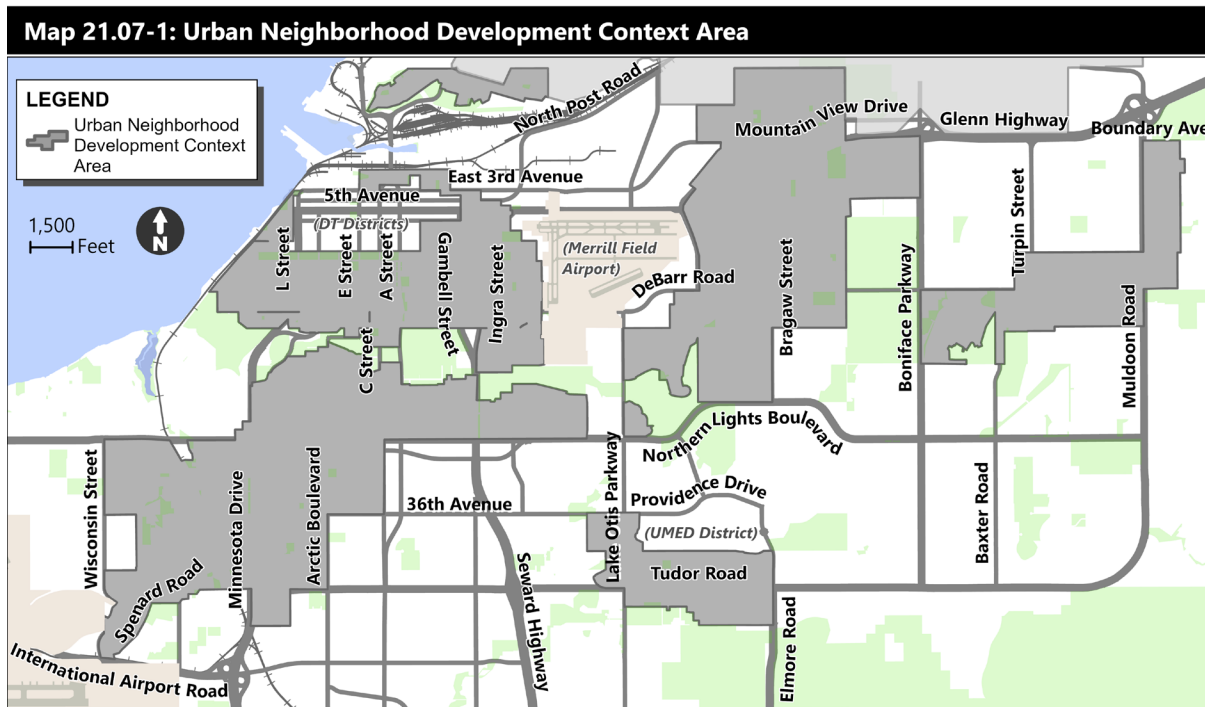 Map 21.07-1: Urban Neighborhood Development Context Area
LEGEND
Urban Neighborhood
Development Context
Area
1,500
Feet
N
North Post Road
Mountain View Drive
Glenn Highway
Boundary Ave
East 3rd Avenue
5th Avenue
(DT Districts)
L Street
E Street
A Street
Gambell Street
Ingra Street
(Merrill Field
Airport)
DeBarr Road
Bragaw Street
Boniface Parkway
Turpin Street
Muldoon Road
C Street
Northern Lights Boulevard
Wisconsin Street
Minnesota Drive
Arctic Boulevard
36th Avenue
Lake Otis Parkway
Providence Drive
(UMED District)
Baxter Road
Spenard Road
Seward Highway
Tudor Road
Elmore Road
International Airport Road